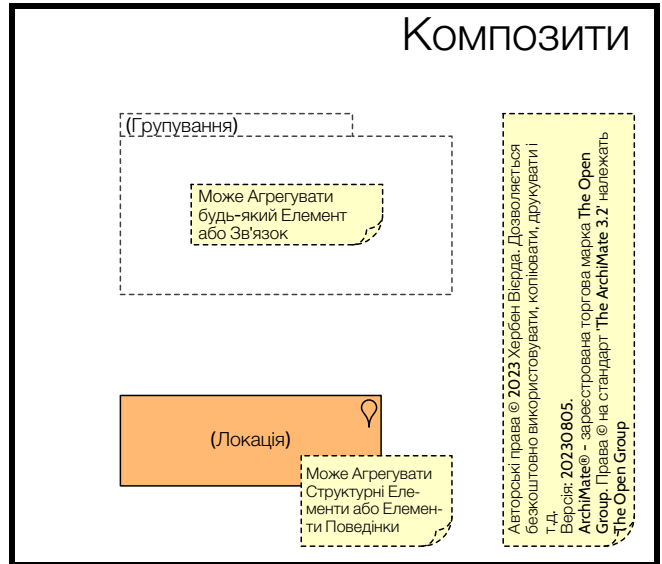 Композити
(Групування)
Може Агрегувати
будь-який Елемент
або Зв'язок
(Локація)
Може Агрегувати
Структурні Еле-
менти або Елемен-
ти Поведінки
Авторські права © 2023 Хербен Вієрда. Дозволяється
безкоштовно використовувати, копіювати, друкувати і
т.д.
Версія: 20230805.
ArchiMate® - зареєстрована торгова марка The Open
Group. Права © на стандарт 'The ArchiMate 3.2' належать
The Open Group